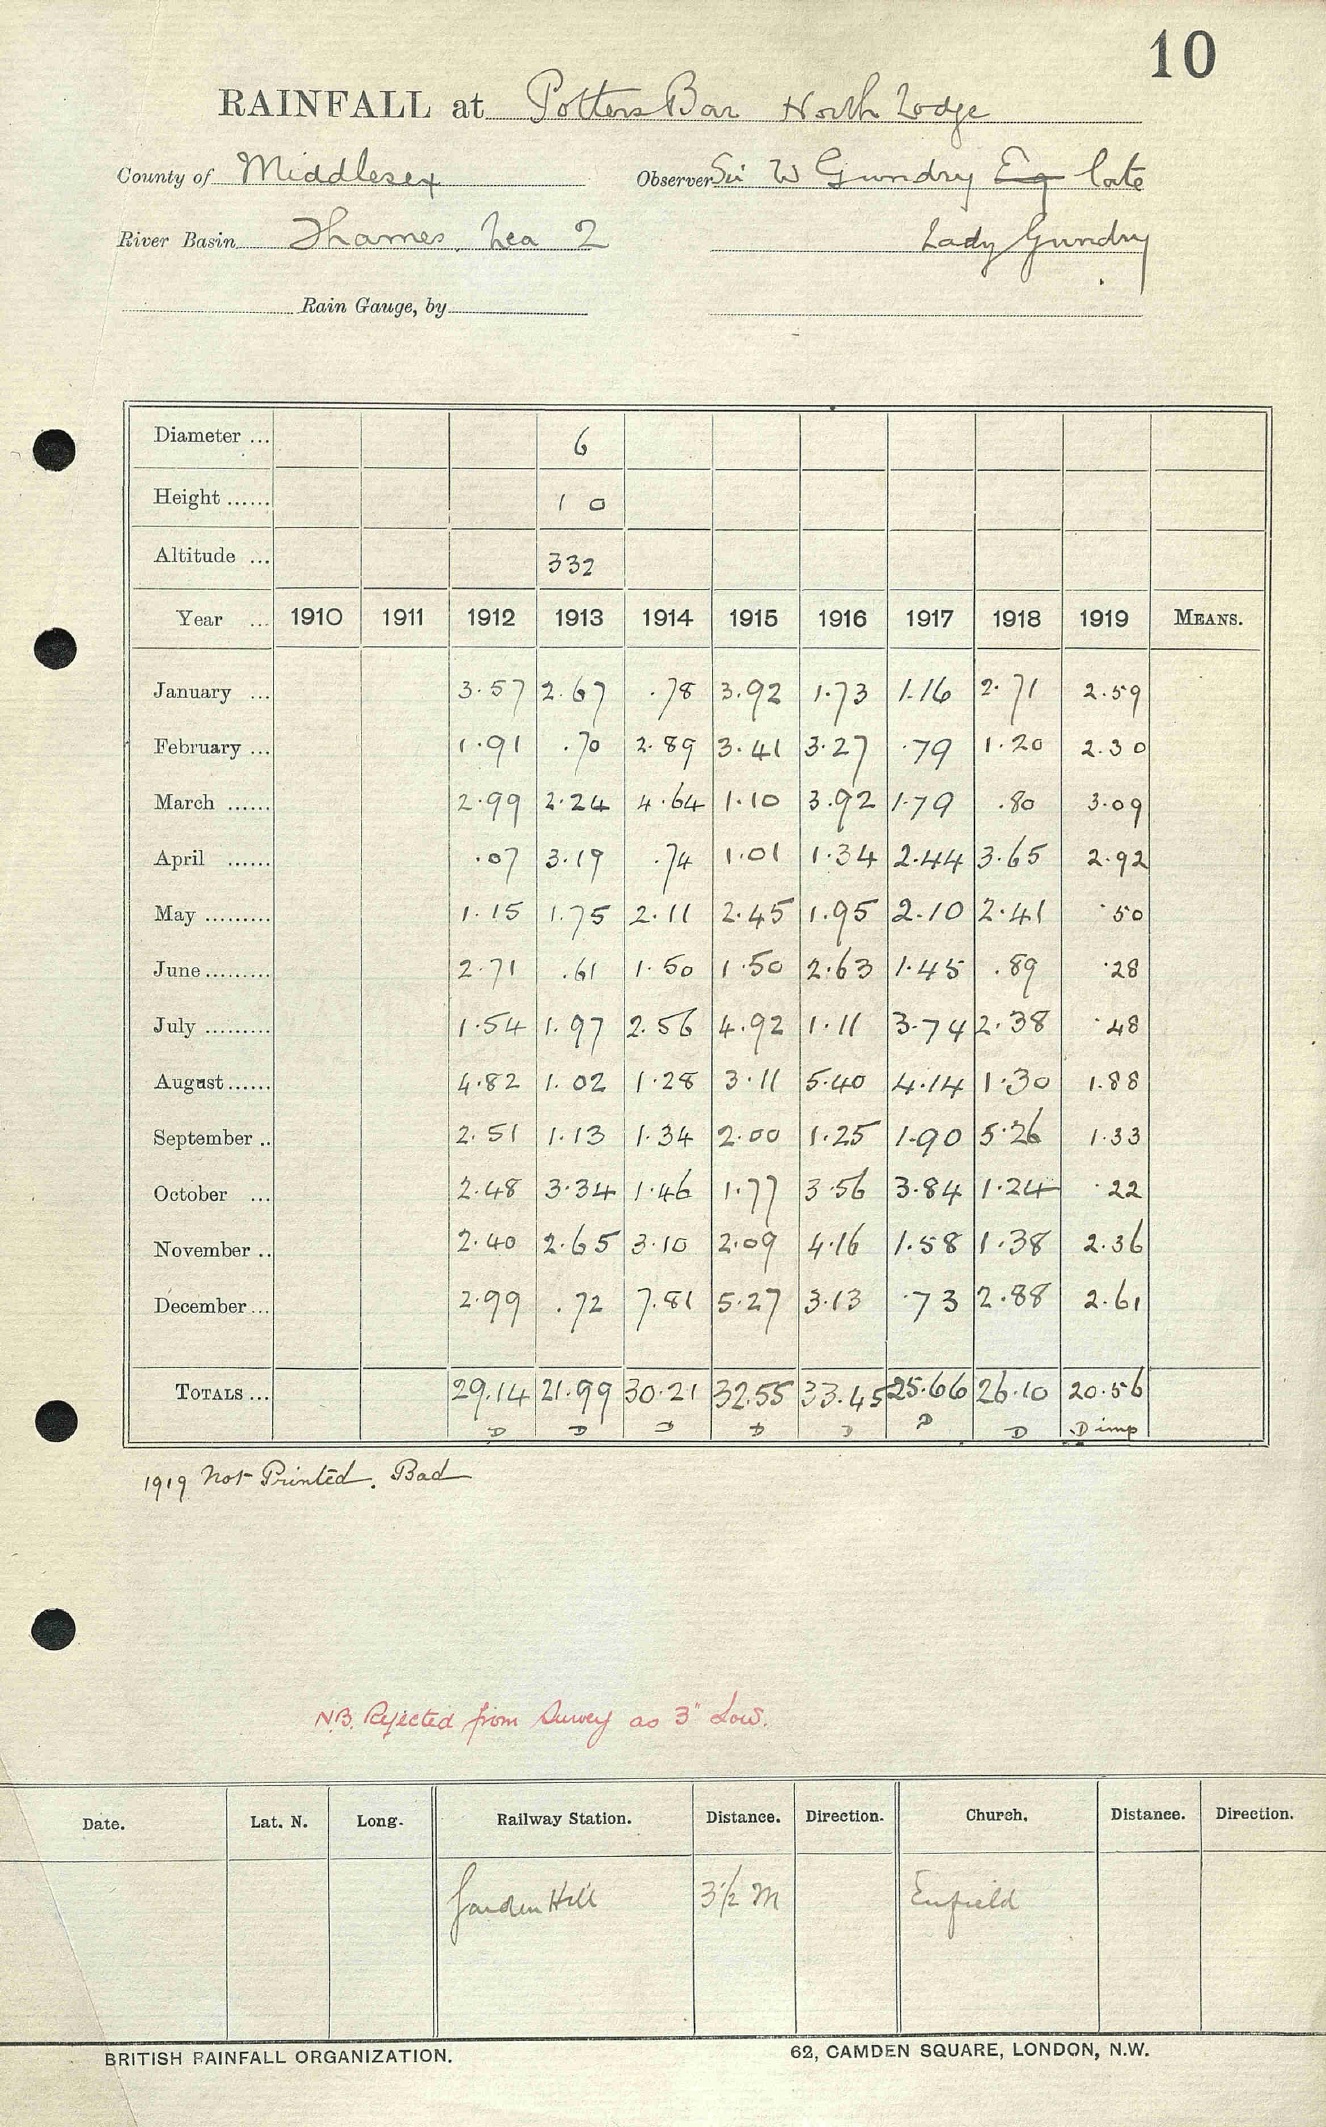 10
RAINFALL at Potters Bar North Lodge
County of Middlesex Observer Sir W Gundry Esq late
River Basin Thames, Lea 2 Lady Gundry
Rain Gauge, by
Diameter ... 6
Height ...... 1 0
Altitude ... 332
Year ... 1910 1911 1912 1913 1914 1915 1916 1917 1918 1919 MEANS.
January ... 3.57 2.67 .78 3.92 1.73 1.16 2.71 2.59
February ... 1.91 .70 2.89 3.41 3.27 .79 1.20 2.30
March ...... 2.99 2.24 4.64 1.10 3.92 1.79 .80 3.09
April ...... .07 3.19 .74 1.01 1.34 2.44 3.65 2.92
May ......... 1.15 1.75 2.11 2.45 1.95 2.10 2.41 .50
June ......... 2.71 .61 1.50 1.50 2.63 1.45 .89 .28
July ......... 1.54 1.97 2.56 4.92 1.11 3.74 2.38 .48
August ...... 4.82 1.02 1.28 3.11 5.40 4.14 1.30 1.88
September .. 2.51 1.13 1.34 2.00 1.25 1.90 5.26 1.33
October ... 2.48 3.34 1.46 1.77 3.56 3.84 1.24 .22
November .. 2.40 2.65 3.10 2.09 4.16 1.58 1.38 2.36
December ... 2.99 .72 7.81 5.27 3.13 .73 2.88 2.61
TOTALS ... 29.14 21.99 30.21 32.55 33.45 25.66 26.10 20.56
D D D D D D D D imp
1919 Not Printed. Bad
N.B. Rejected from Survey as 3" Low.
Date. Lat. N. Long. Railway Station. Distance. Direction. Church. Distance. Direction.
Hill 3½ M Enfield
BRITISH RAINFALL ORGANIZATION. 62, CAMDEN SQUARE, LONDON, N.W.